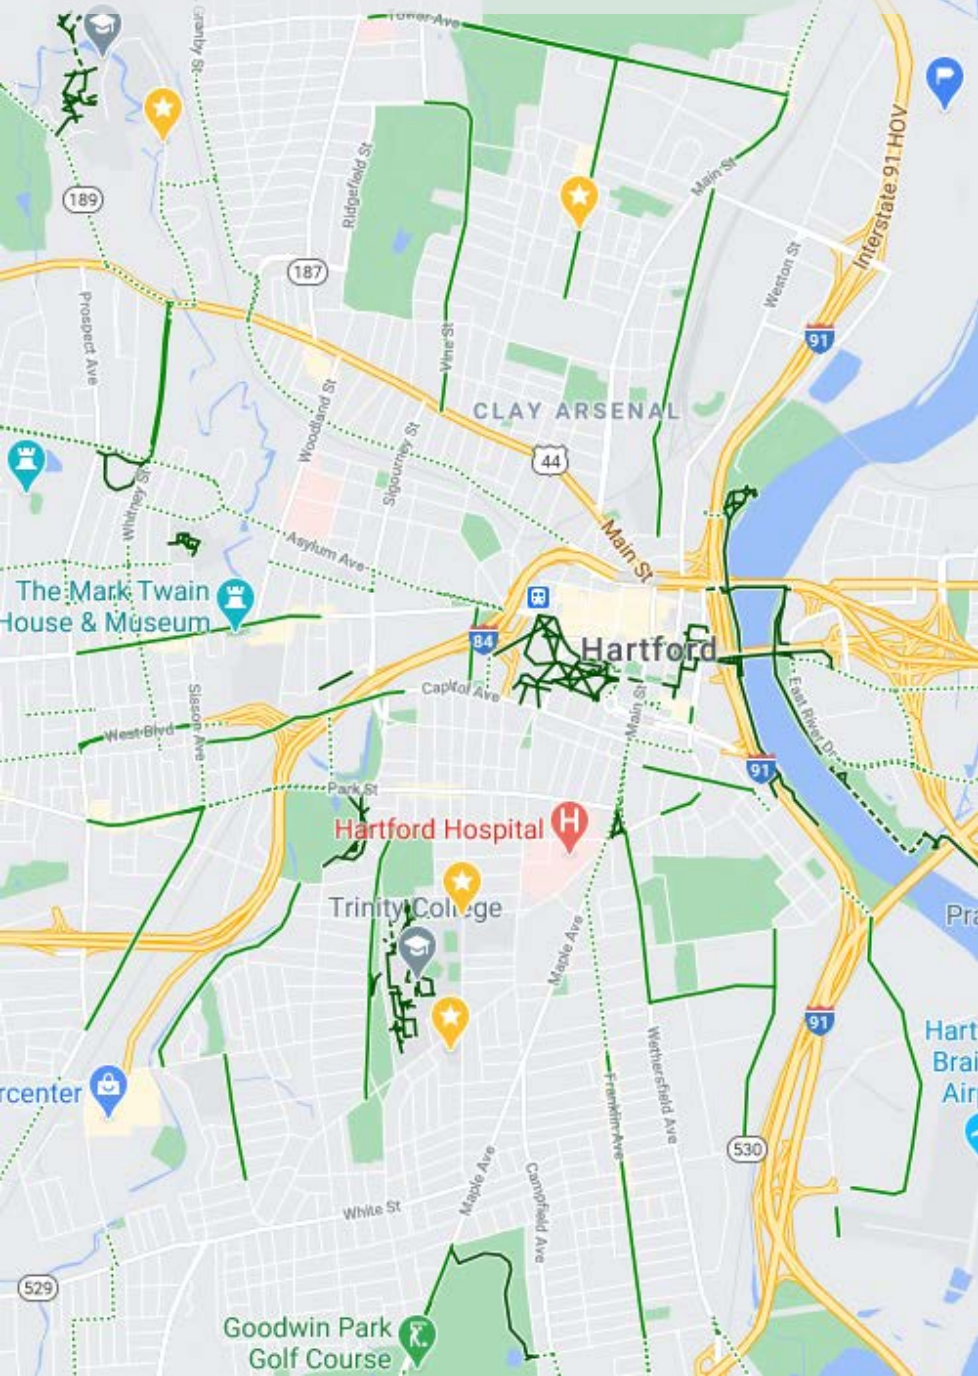 Tower Ave
Granby St
Main St
Interstate 91 HOV
Ridgefield St
189
187
Weston St
Prospect Ave
Vine St
91
Woodland St
CLAY ARSENAL
Sigourney St
44
Whitney St
Main St
Asylum Ave
The Mark Twain
House & Museum
84
Hartford
Capitol Ave
Sisson Ave
Main St
East River Dr
West Blvd
91
Park St
Hartford Hospital
H
Trinity College
Maple Ave
91
Wethersfield Ave
Franklin Ave
530
Maple Ave
Campfield Ave
White St
529
Goodwin Park
Golf Course
Hart
Brai
Air
Pra
rcenter